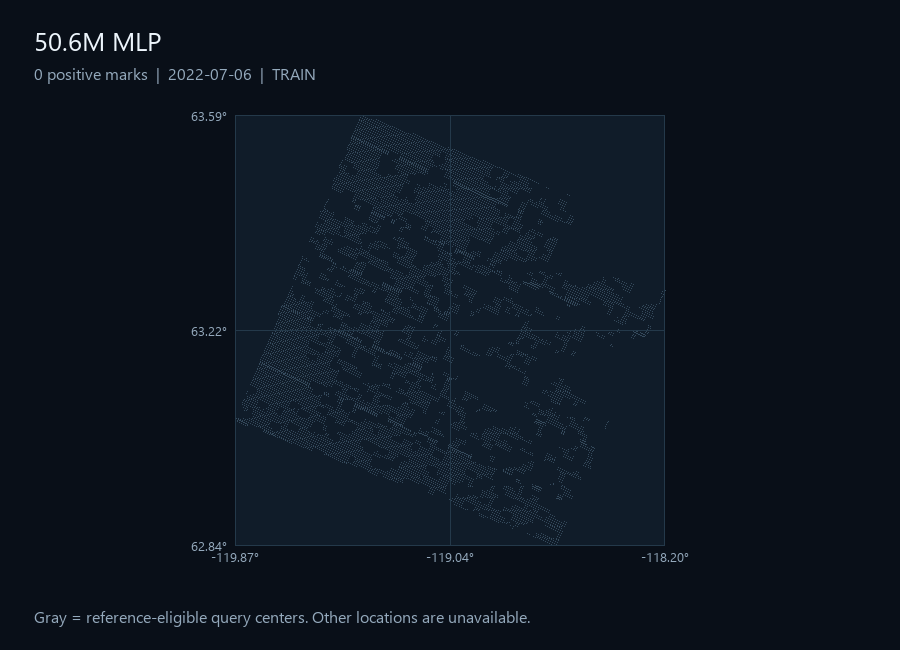 50.6M MLP
0 positive marks | 2022-07-06 | TRAIN
63.59°
63.22°
62.84°
-119.87° -119.04° -118.20°
Gray = reference-eligible query centers. Other locations are unavailable.